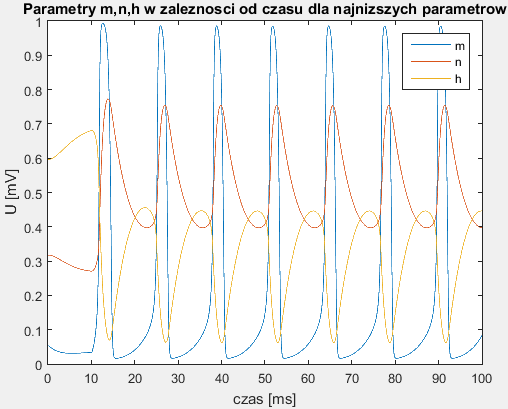 Parametry m,n,h w zaleznosci od czasu dla najnizszych parametrow
1
0.9
0.8
0.7
0.6
0.5
0.4
0.3
0.2
0.1
0
U [mV]
m
n
h
0 10 20 30 40 50 60 70 80 90 100
czas [ms]